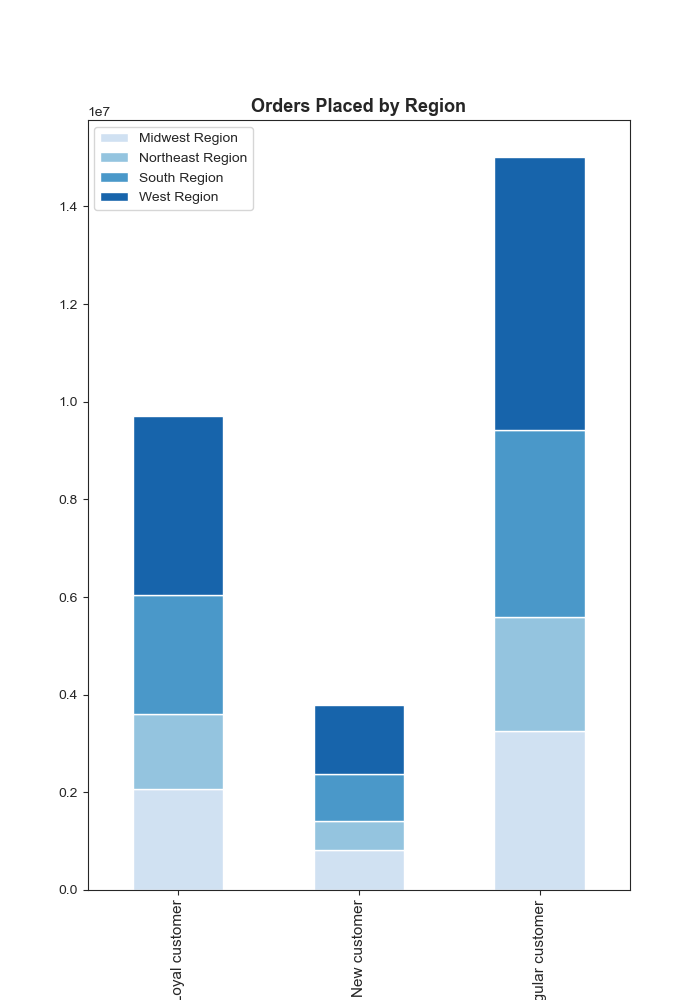 Orders Placed by Region
1e7
Midwest Region
Northeast Region
South Region
West Region
1.4
1.2
1.0
0.8
0.6
0.4
0.2
0.0
Loyal customer
New customer
gular customer